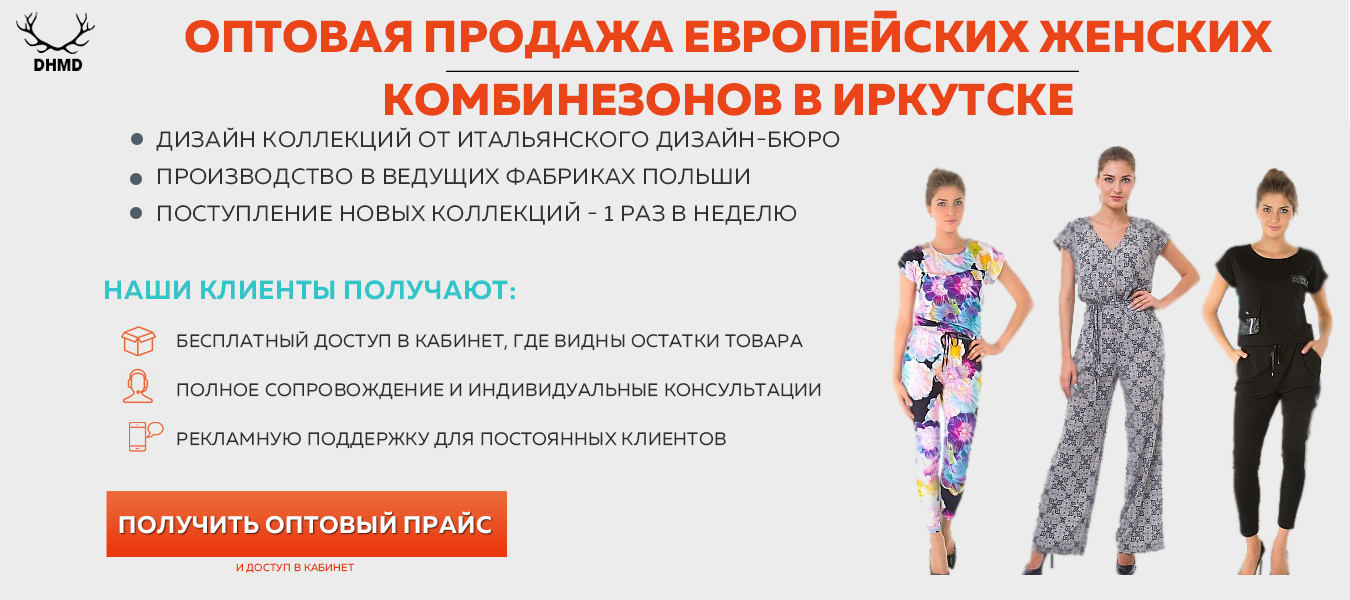 DHMD
ОПТОВАЯ ПРОДАЖА ЕВРОПЕЙСКИХ ЖЕНСКИХ
КОМБИНЕЗОНОВ В ИРКУТСКЕ
ДИЗАЙН КОЛЛЕКЦИЙ ОТ ИТАЛЬЯНСКОГО ДИЗАЙН-БЮРО
ПРОИЗВОДСТВО В ВЕДУЩИХ ФАБРИКАХ ПОЛЬШИ
ПОСТУПЛЕНИЕ НОВЫХ КОЛЛЕКЦИЙ - 1 РАЗ В НЕДЕЛЮ
НАШИ КЛИЕНТЫ ПОЛУЧАЮТ:
БЕСПЛАТНЫЙ ДОСТУП В КАБИНЕТ, ГДЕ ВИДНЫ ОСТАТКИ ТОВАРА
ПОЛНОЕ СОПРОВОЖДЕНИЕ И ИНДИВИДУАЛЬНЫЕ КОНСУЛЬТАЦИИ
РЕКЛАМНУЮ ПОДДЕРЖКУ ДЛЯ ПОСТОЯННЫХ КЛИЕНТОВ
ПОЛУЧИТЬ ОПТОВЫЙ ПРАЙС
И ДОСТУП В КАБИНЕТ